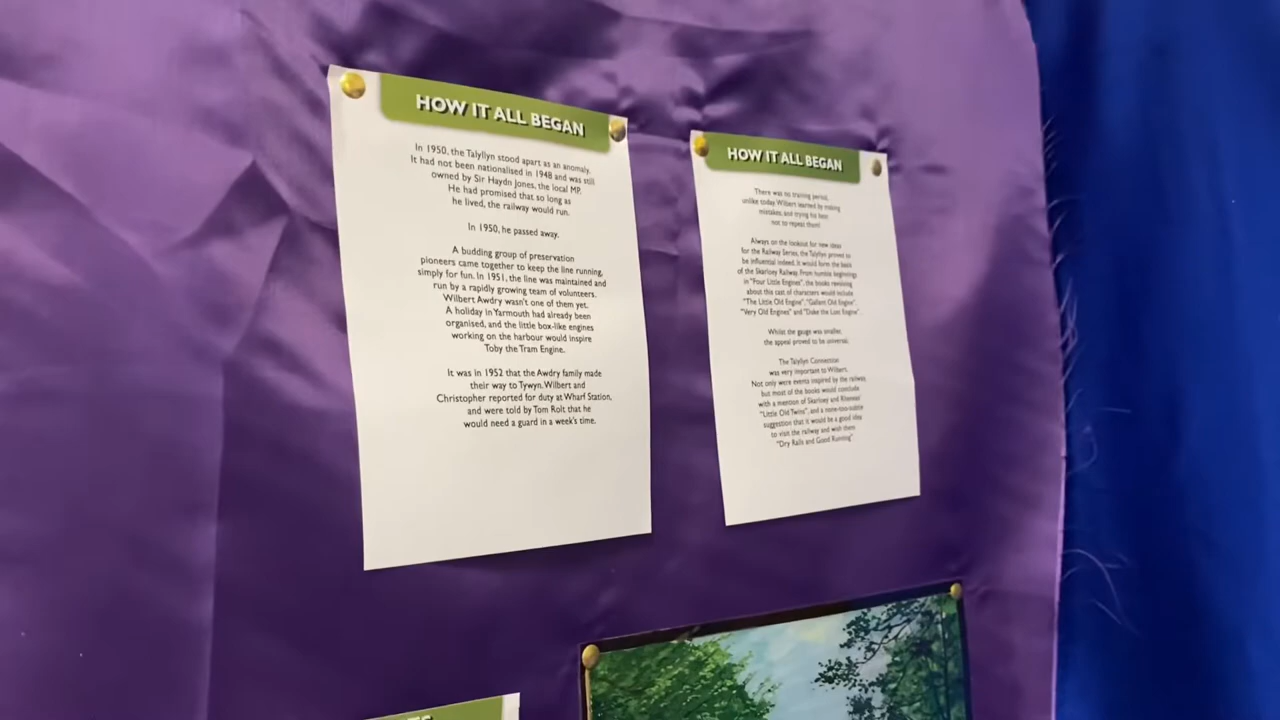 HOW IT ALL BEGAN
In 1950, the Talyllyn stood apart as an anomaly.
It had not been nationalised in 1948 and was still
owned by Sir Haydn Jones, the local MP.
He had promised that so long as
he lived, the railway would run.
In 1950, he passed away.
A budding group of preservation
pioneers came together to keep the line running,
simply for fun. In 1951, the line was maintained and
run by a rapidly growing team of volunteers.
Wilbert Awdry wasn't one of them yet.
A holiday in Yarmouth had already been
organised, and the little box-like engines
working on the harbour would inspire
Toby the Tram Engine.
It was in 1952 that the Awdry family made
their way to Tywyn. Wilbert and
Christopher reported for duty at Wharf Station,
and were told by Tom Rolt that he
would need a guard in a week's time.
HOW IT ALL BEGAN
There was no training period,
unlike today. Wilbert learned by making
mistakes, and trying his best
not to repeat them!
Always on the lookout for new ideas
for the Railway Series, the Talyllyn proved to
be influential indeed. It would form the basis
of the Skarloey Railway. From humble beginnings
in "Four Little Engines", the books revolving
about this cast of characters would include
"The Little Old Engine", "Gallant Old Engine",
"Very Old Engines" and "Duke the Lost Engine".
Whilst the gauge was smaller,
the appeal proved to be universal.
The Talyllyn Connection
was very important to Wilbert.
Not only were events inspired by the railway,
but most of the books would conclude
with a mention of Skarloey and Rheneas'
"Little Old Twins", and a none-too-subtle
suggestion that it would be a good idea
to visit the railway and wish them
"Dry Rails and Good Running".